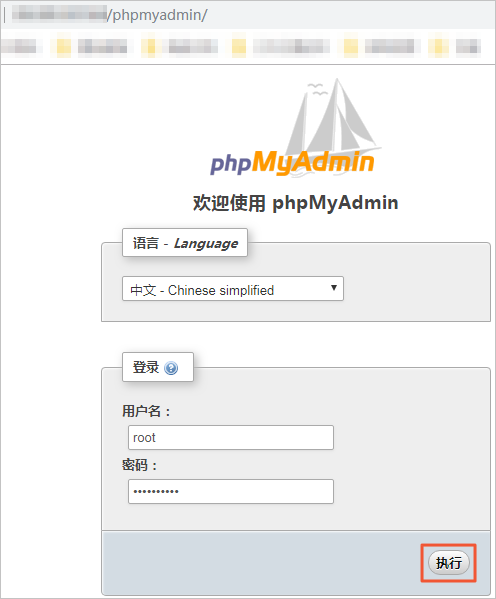 /phpmyadmin/
phpMyAdmin
欢迎使用 phpMyAdmin
语言 - Language
中文 - Chinese simplified
登录
用户名：
root
密码：
••••••••••
执行